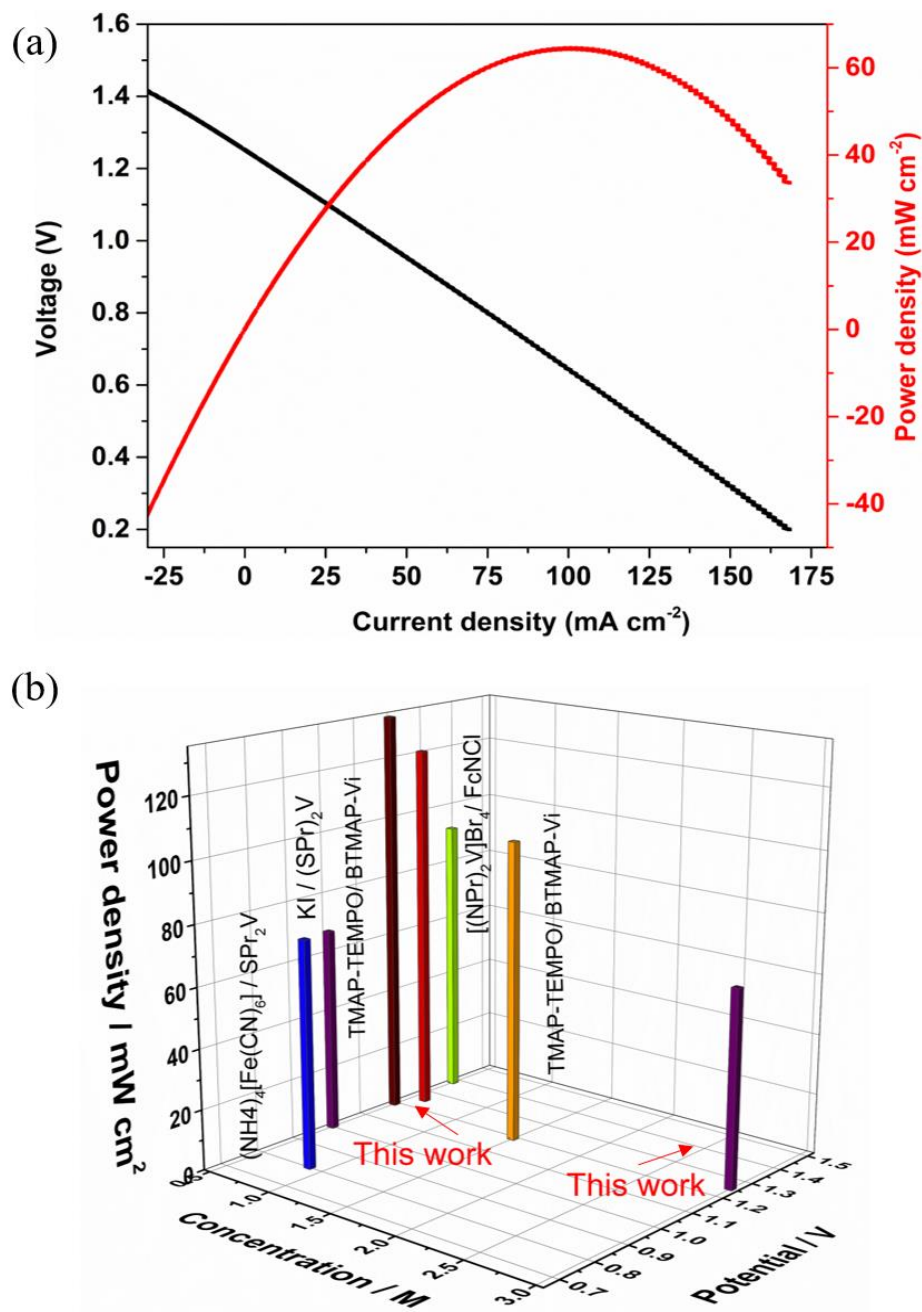 (a)
1.6
1.4
1.2
1.0
0.8
0.6
0.4
0.2
Voltage (V)
60
40
20
0
-20
-40
Power density (mW cm-2)
-25 0 25 50 75 100 125 150 175
Current density (mA cm-2)
(b)
Power density / mW cm2
120
100
80
60
40
20
0
(NH4)4[Fe(CN)6] / SPr2V
KI / (SPr)2V
TMAP-TEMPO/ BTMAP-Vi
[(NPr)2V]Br4/ FcNCl
TMAP-TEMPO/ BTMAP-Vi
This work
This work
0.5 1.0 1.5 2.0 2.5 3.0
Concentration / M
0.7 0.8 0.9 1.0 1.1 1.2 1.3 1.4 1.5
Potential / V